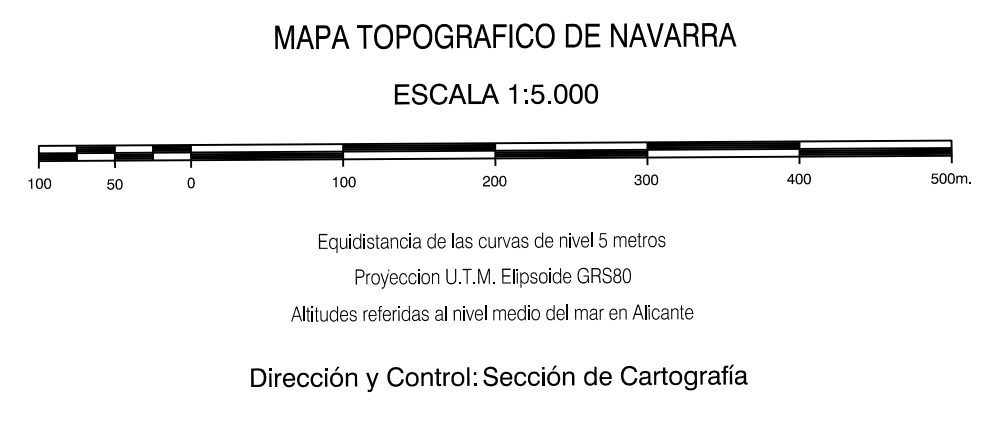 MAPA TOPOGRAFICO DE NAVARRA
ESCALA 1:5.000
100 50 0 100 200 300 400 500m.
Equidistancia de las curvas de nivel 5 metros
Proyeccion U.T.M. Elipsoide GRS80
Altitudes referidas al nivel medio del mar en Alicante
Dirección y Control: Sección de Cartografía